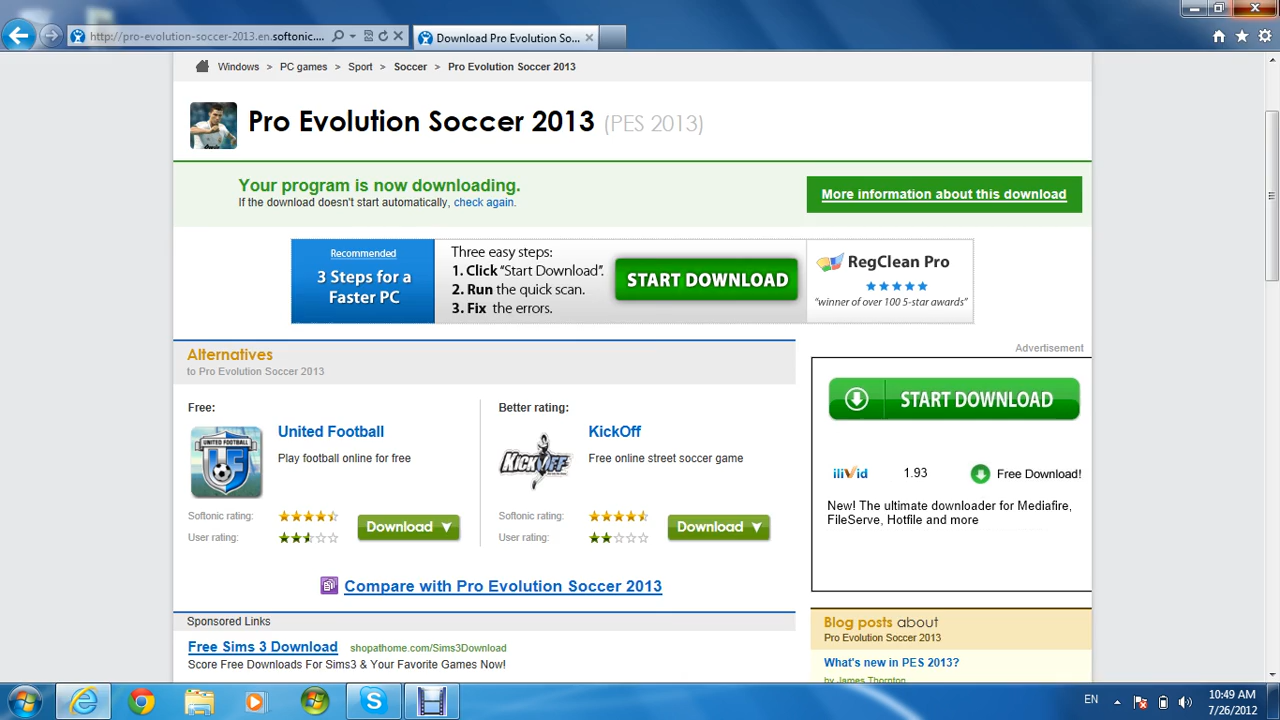 http://pro-evolution-soccer-2013.en.softonic....
Download Pro Evolution So...
Windows > PC games > Sport > Soccer > Pro Evolution Soccer 2013
Pro Evolution Soccer 2013 (PES 2013)
Your program is now downloading.
If the download doesn't start automatically, check again.
More information about this download
Recommended
3 Steps for a
Faster PC
Three easy steps:
1. Click "Start Download".
2. Run the quick scan.
3. Fix the errors.
START DOWNLOAD
RegClean Pro
"winner of over 100 5-star awards"
Alternatives
to Pro Evolution Soccer 2013
Free:
UNITED FOOTBALL
UF
United Football
Play football online for free
Softonic rating:
Download
User rating:
Better rating:
KICKOFF
KickOff
Free online street soccer game
Softonic rating:
Download
User rating:
Compare with Pro Evolution Soccer 2013
Sponsored Links
Free Sims 3 Download shopathome.com/Sims3Download
Score Free Downloads For Sims3 & Your Favorite Games Now!
Advertisement
START DOWNLOAD
iliVid 1.93 Free Download!
New! The ultimate downloader for Mediafire,
FileServe, Hotfile and more
Blog posts about
Pro Evolution Soccer 2013
What's new in PES 2013?
by James Thornton
EN
10:49 AM
7/26/2012